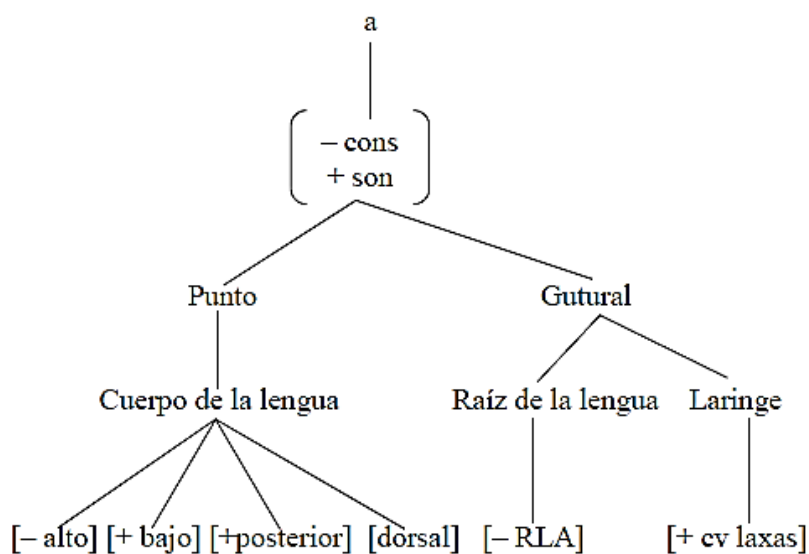 a
– cons
+ son
Punto Gutural
Cuerpo de la lengua Raíz de la lengua Laringe
[– alto] [+ bajo] [+posterior] [dorsal] [– RLA] [+ cv laxas]